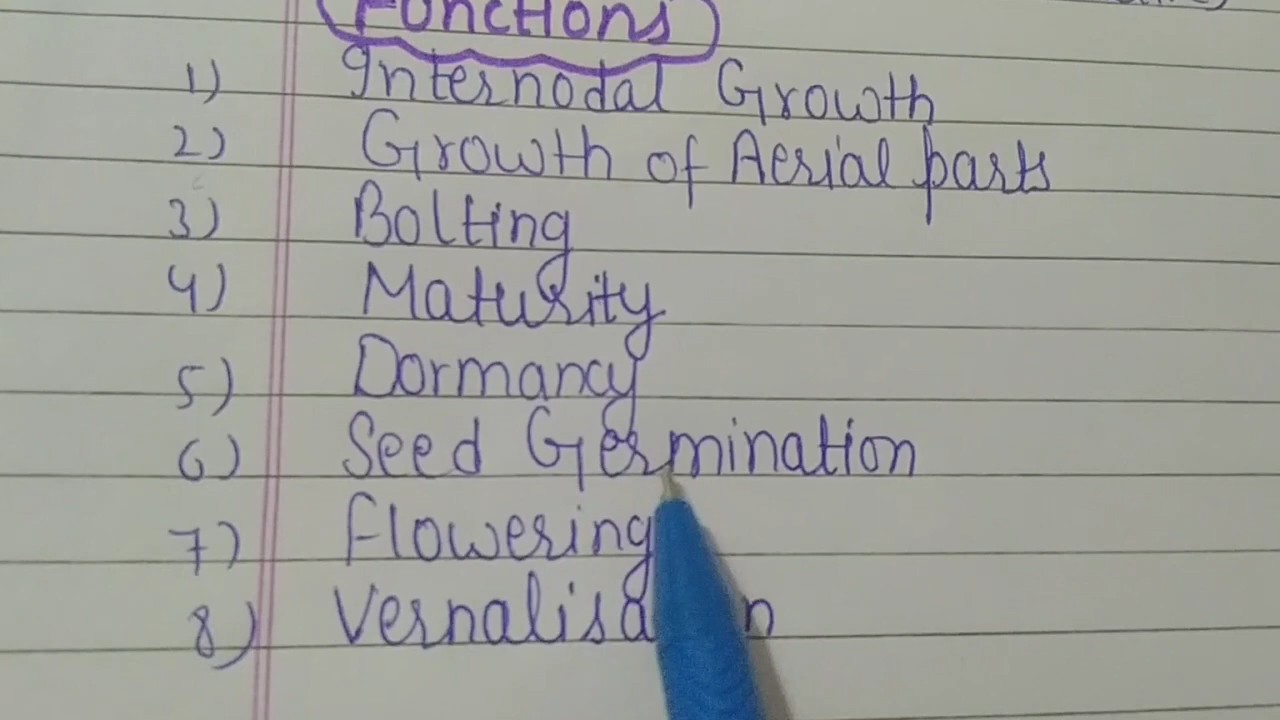 Functions
1) Internodal Growth
2) Growth of Aerial parts
3) Bolting
4) Maturity
5) Dormancy
6) Seed Germination
7) Flowering
8)